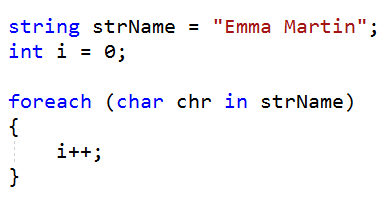 string strName = "Emma Martin";
int i = 0;

foreach (char chr in strName)
{
    i++;
}